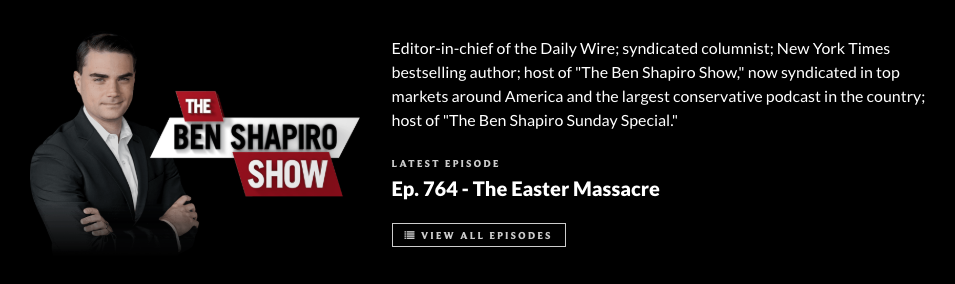 THE
BEN SHAPIRO
SHOW
Editor-in-chief of the Daily Wire; syndicated columnist; New York Times
bestselling author; host of "The Ben Shapiro Show," now syndicated in top
markets around America and the largest conservative podcast in the country;
host of "The Ben Shapiro Sunday Special."
LATEST EPISODE
Ep. 764 - The Easter Massacre
VIEW ALL EPISODES